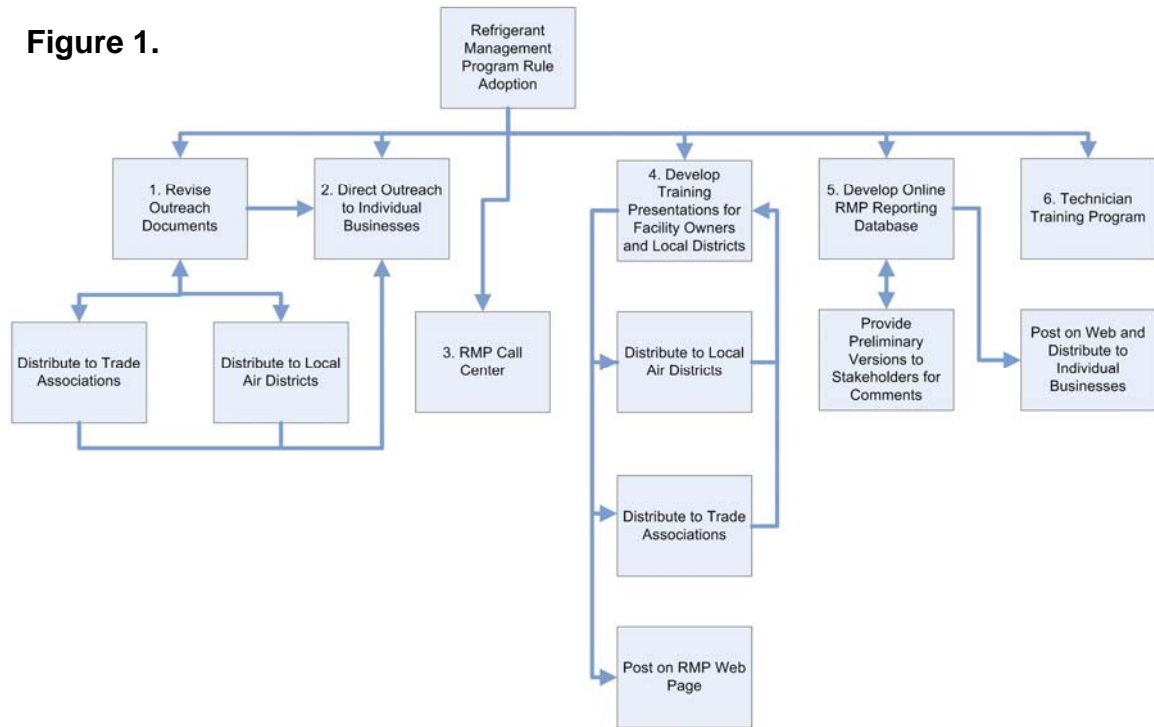 Figure 1.
Refrigerant
Management
Program Rule
Adoption
1. Revise
Outreach
Documents
2. Direct Outreach
to Individual
Businesses
4. Develop
Training
Presentations for
Facility Owners
and Local Districts
5. Develop Online
RMP Reporting
Database
6. Technician
Training Program
Distribute to Trade
Associations
Distribute to Local
Air Districts
3. RMP Call
Center
Distribute to Local
Air Districts
Provide
Preliminary
Versions to
Stakeholders for
Comments
Post on Web and
Distribute to
Individual
Businesses
Distribute to Trade
Associations
Post on RMP Web
Page